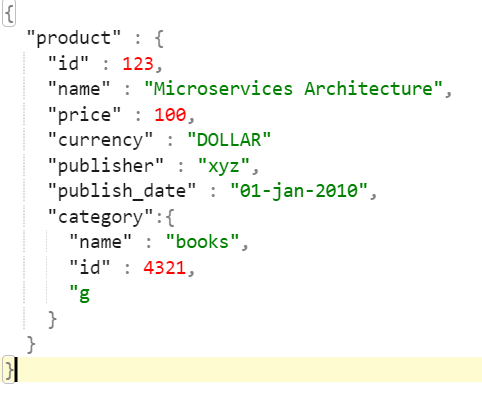 {
"product" : {
"id" : 123,
"name" : "Microservices Architecture",
"price" : 100,
"currency" : "DOLLAR"
"publisher" : "xyz",
"publish_date" : "01-jan-2010",
"category":{
"name" : "books",
"id" : 4321,
"g
}
}
}